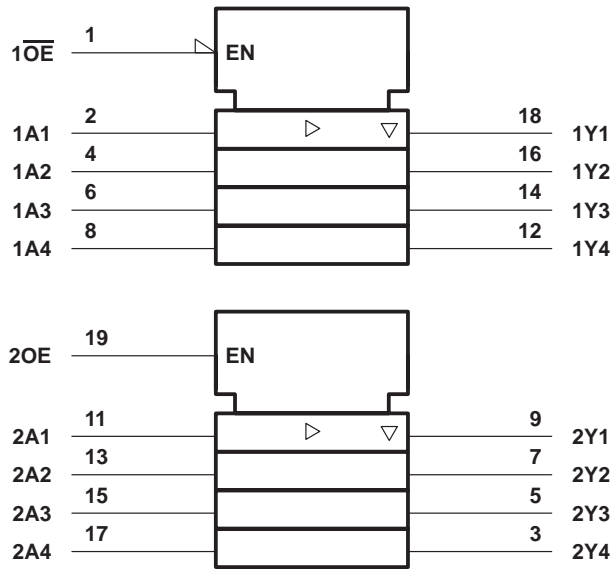 1O̅E̅ 1 EN
1A1 2 18 1Y1
1A2 4 16 1Y2
1A3 6 14 1Y3
1A4 8 12 1Y4
2OE 19 EN
2A1 11 9 2Y1
2A2 13 7 2Y2
2A3 15 5 2Y3
2A4 17 3 2Y4